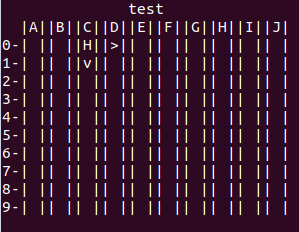 test
|A||B||C||D||E||F||G||H||I||J|
0-| || ||H||>|| || || || || || |
1-| || ||v|| || || || || || || |
2-| || || || || || || || || || |
3-| || || || || || || || || || |
4-| || || || || || || || || || |
5-| || || || || || || || || || |
6-| || || || || || || || || || |
7-| || || || || || || || || || |
8-| || || || || || || || || || |
9-| || || || || || || || || || |